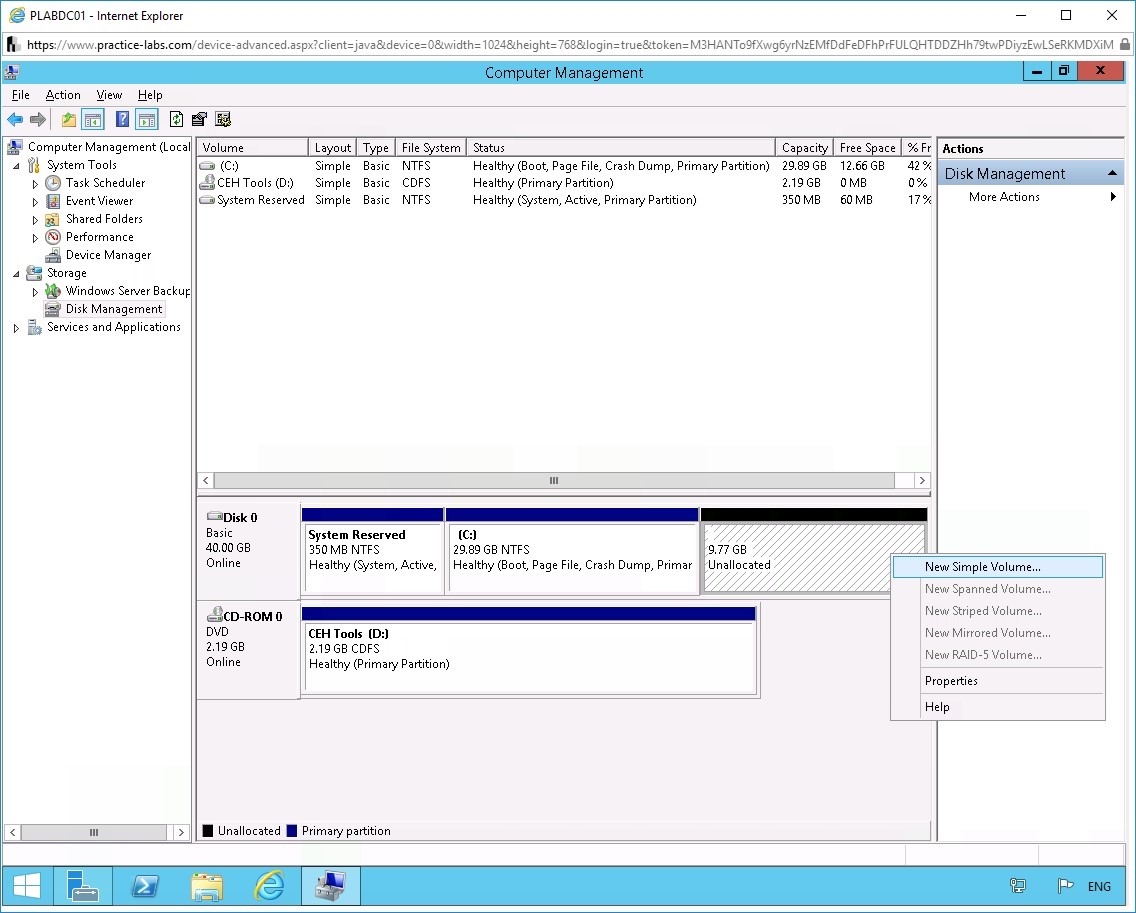 PLABDC01 - Internet Explorer
https://www.practice-labs.com/device-advanced.aspx?client=java&device=0&width=1024&height=768&login=true&token=M3HANTo9fXwg6yrNzEMfDdFeDFhPrFULQHTDDZHh79twPDiyzEwLSeRKMDXiM
Computer Management
File Action View Help
Computer Management (Local
System Tools
Task Scheduler
Event Viewer
Shared Folders
Performance
Device Manager
Storage
Windows Server Backup
Disk Management
Services and Applications
Volume Layout Type File System Status Capacity Free Space % Fr
(C:) Simple Basic NTFS Healthy (Boot, Page File, Crash Dump, Primary Partition) 29.89 GB 12.66 GB 42 %
CEH Tools (D:) Simple Basic CDFS Healthy (Primary Partition) 2.19 GB 0 MB 0 %
System Reserved Simple Basic NTFS Healthy (System, Active, Primary Partition) 350 MB 60 MB 17 %
Actions
Disk Management
More Actions
Disk 0
Basic
40.00 GB
Online
System Reserved
350 MB NTFS
Healthy (System, Active,
(C:)
29.89 GB NTFS
Healthy (Boot, Page File, Crash Dump, Primar
9.77 GB
Unallocated
New Simple Volume...
New Spanned Volume...
New Striped Volume...
New Mirrored Volume...
New RAID-5 Volume...
Properties
Help
CD-ROM 0
DVD
2.19 GB
Online
CEH Tools (D:)
2.19 GB CDFS
Healthy (Primary Partition)
Unallocated Primary partition
ENG